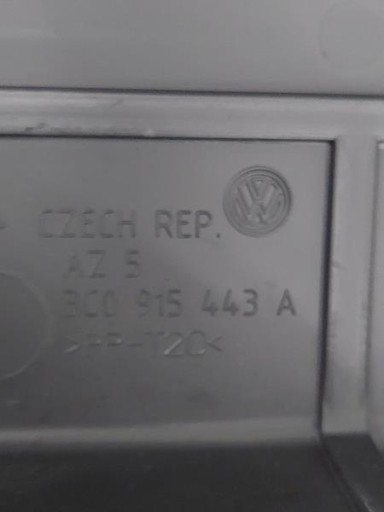 CZECH REP.
AZ 5
3C0 915 443 A
>PP-T20<